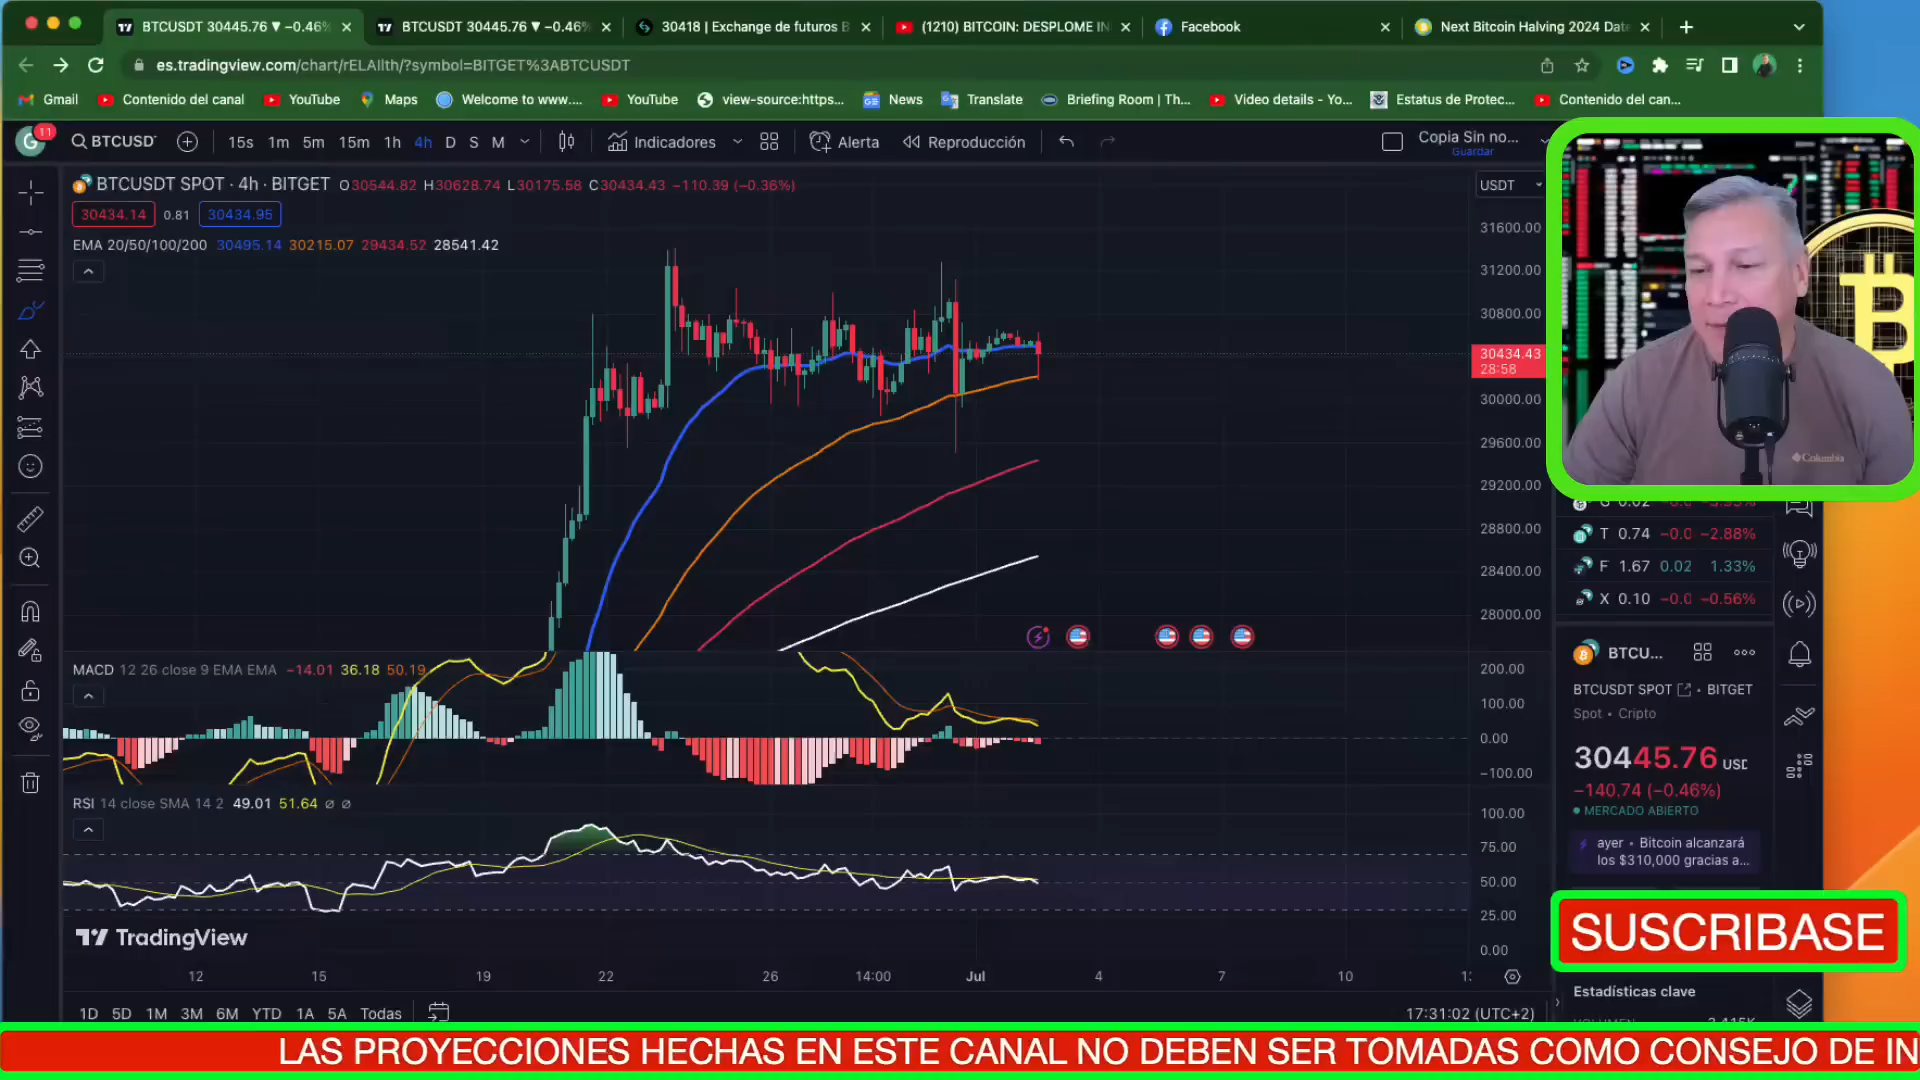 BTCUSDT 30445.76 ▼ −0.46%
BTCUSDT 30445.76 ▼ −0.46%
30418 | Exchange de futuros B
(1210) BITCOIN: DESPLOME IN
Facebook
Next Bitcoin Halving 2024 Date
es.tradingview.com/chart/rELAIlth/?symbol=BITGET%3ABTCUSDT
Gmail
Contenido del canal
YouTube
Maps
Welcome to www....
YouTube
view-source:https...
News
Translate
Briefing Room | Th...
Video details - Yo...
Estatus de Protec...
Contenido del can...
G 11
BTCUSDT
15s 1m 5m 15m 1h 4h D S M
Indicadores
Alerta
Reproducción
Copia Sin no...
Guardar
BTCUSDT SPOT · 4h · BITGET O30544.82 H30628.74 L30175.58 C30434.43 −110.39 (−0.36%)
USDT
30434.14 0.81 30434.95
EMA 20/50/100/200 30495.14 30215.07 29434.52 28541.42
31600.00
31200.00
30800.00
30434.43
28:58
30000.00
29600.00
29200.00
28800.00
28400.00
28000.00
MACD 12 26 close 9 EMA EMA −14.01 36.18 50.19
200.00
100.00
0.00
−100.00
RSI 14 close SMA 14 2 49.01 51.64 ∅ ∅
100.00
75.00
50.00
25.00
0.00
TradingView
12 15 19 22 26 14:00 Jul 4 7 10
1D 5D 1M 3M 6M YTD 1A 5A Todas
17:31:02 (UTC+2)
Columbia
T 0.74 −0.0 −2.88%
F 1.67 0.02 1.33%
X 0.10 −0.0 −0.56%
BTCU...
BTCUSDT SPOT • BITGET
Spot • Cripto
30445.76 USD
−140.74 (−0.46%)
MERCADO ABIERTO
ayer • Bitcoin alcanzará
los $310,000 gracias a...
SUSCRIBASE
Estadísticas clave
LAS PROYECCIONES HECHAS EN ESTE CANAL NO DEBEN SER TOMADAS COMO CONSEJO DE IN